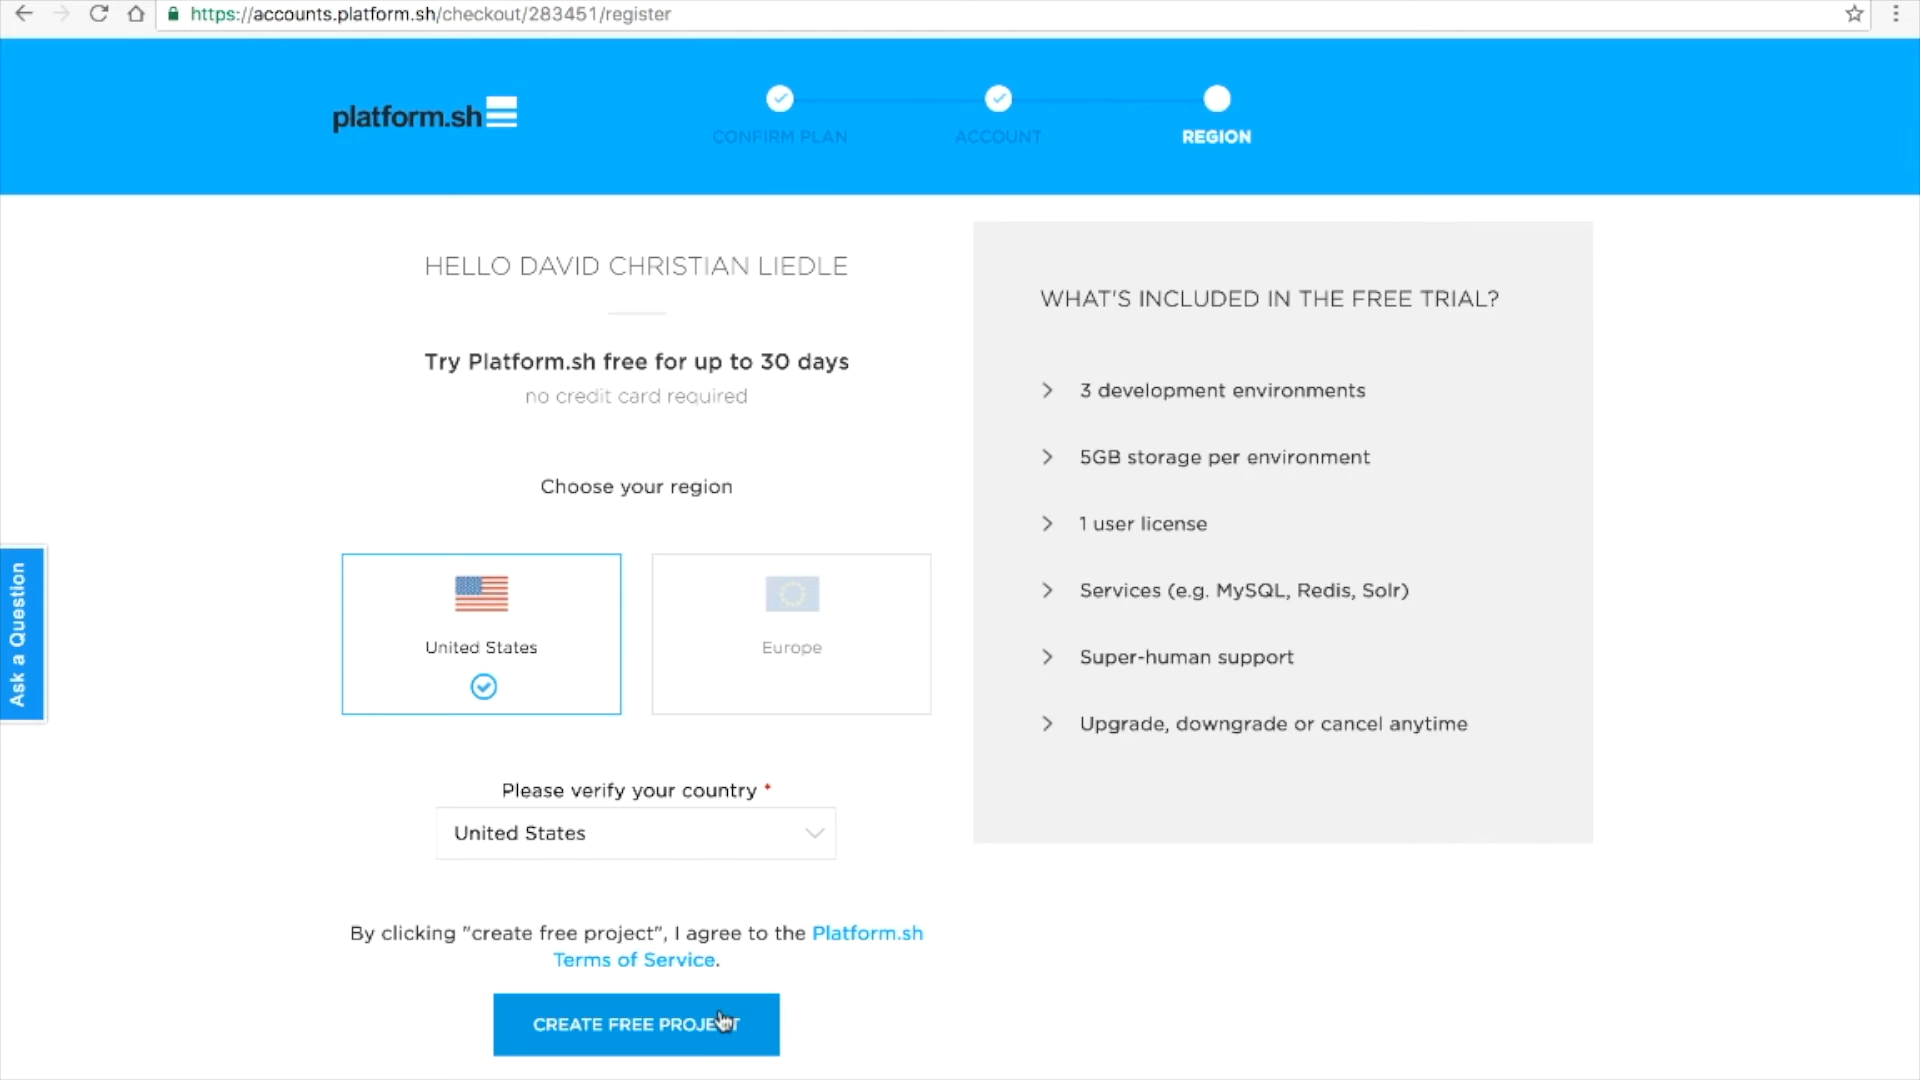 https://accounts.platform.sh/checkout/283451/register
platform.sh
CONFIRM PLAN
ACCOUNT
REGION
HELLO DAVID CHRISTIAN LIEDLE
Try Platform.sh free for up to 30 days
no credit card required
Choose your region
United States
Europe
Please verify your country *
United States
By clicking "create free project", I agree to the Platform.sh
Terms of Service.
CREATE FREE PROJECT
WHAT'S INCLUDED IN THE FREE TRIAL?
3 development environments
5GB storage per environment
1 user license
Services (e.g. MySQL, Redis, Solr)
Super-human support
Upgrade, downgrade or cancel anytime
Ask a Question